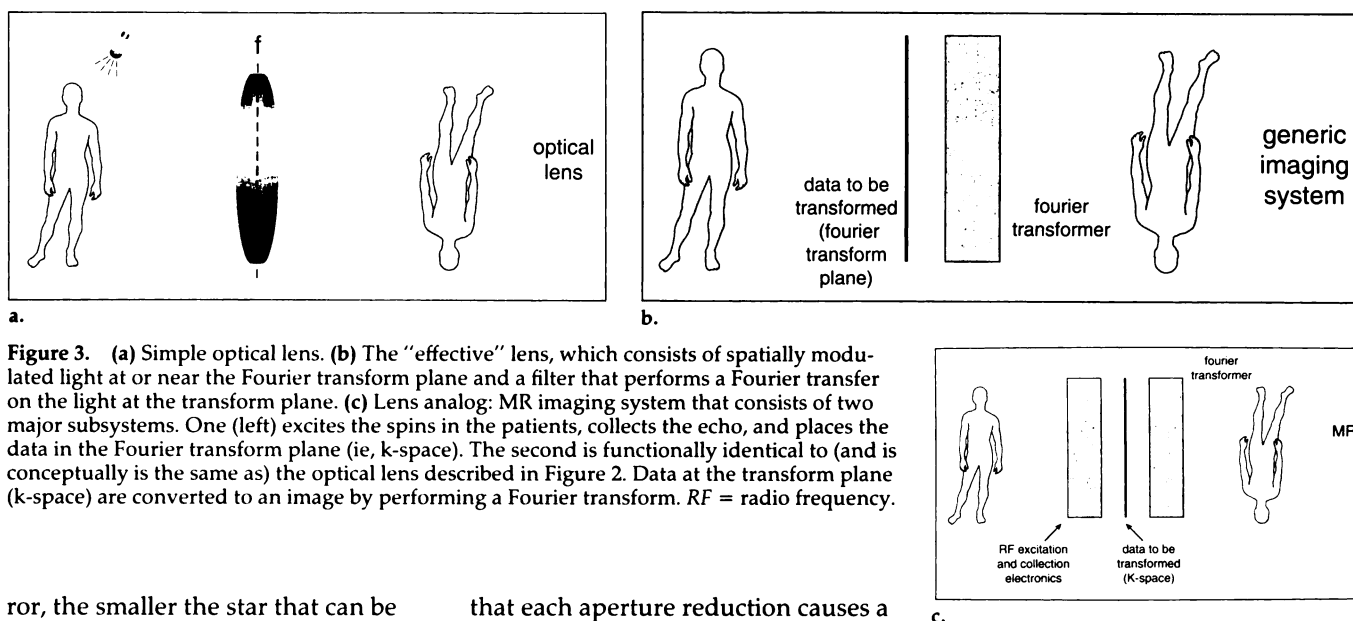 f
optical
lens
a.
data to be
transformed
(fourier
transform
plane)
fourier
transformer
generic
imaging
system
b.
Figure 3. (a) Simple optical lens. (b) The "effective" lens, which consists of spatially modu-
lated light at or near the Fourier transform plane and a filter that performs a Fourier transfer
on the light at the transform plane. (c) Lens analog: MR imaging system that consists of two
major subsystems. One (left) excites the spins in the patients, collects the echo, and places the
data in the Fourier transform plane (ie, k-space). The second is functionally identical to (and is
conceptually is the same as) the optical lens described in Figure 2. Data at the transform plane
(k-space) are converted to an image by performing a Fourier transform. RF = radio frequency.
fourier
transformer
MR
RF excitation
and collection
electronics
data to be
transformed
(K-space)
c.
ror, the smaller the star that can be
that each aperture reduction causes a